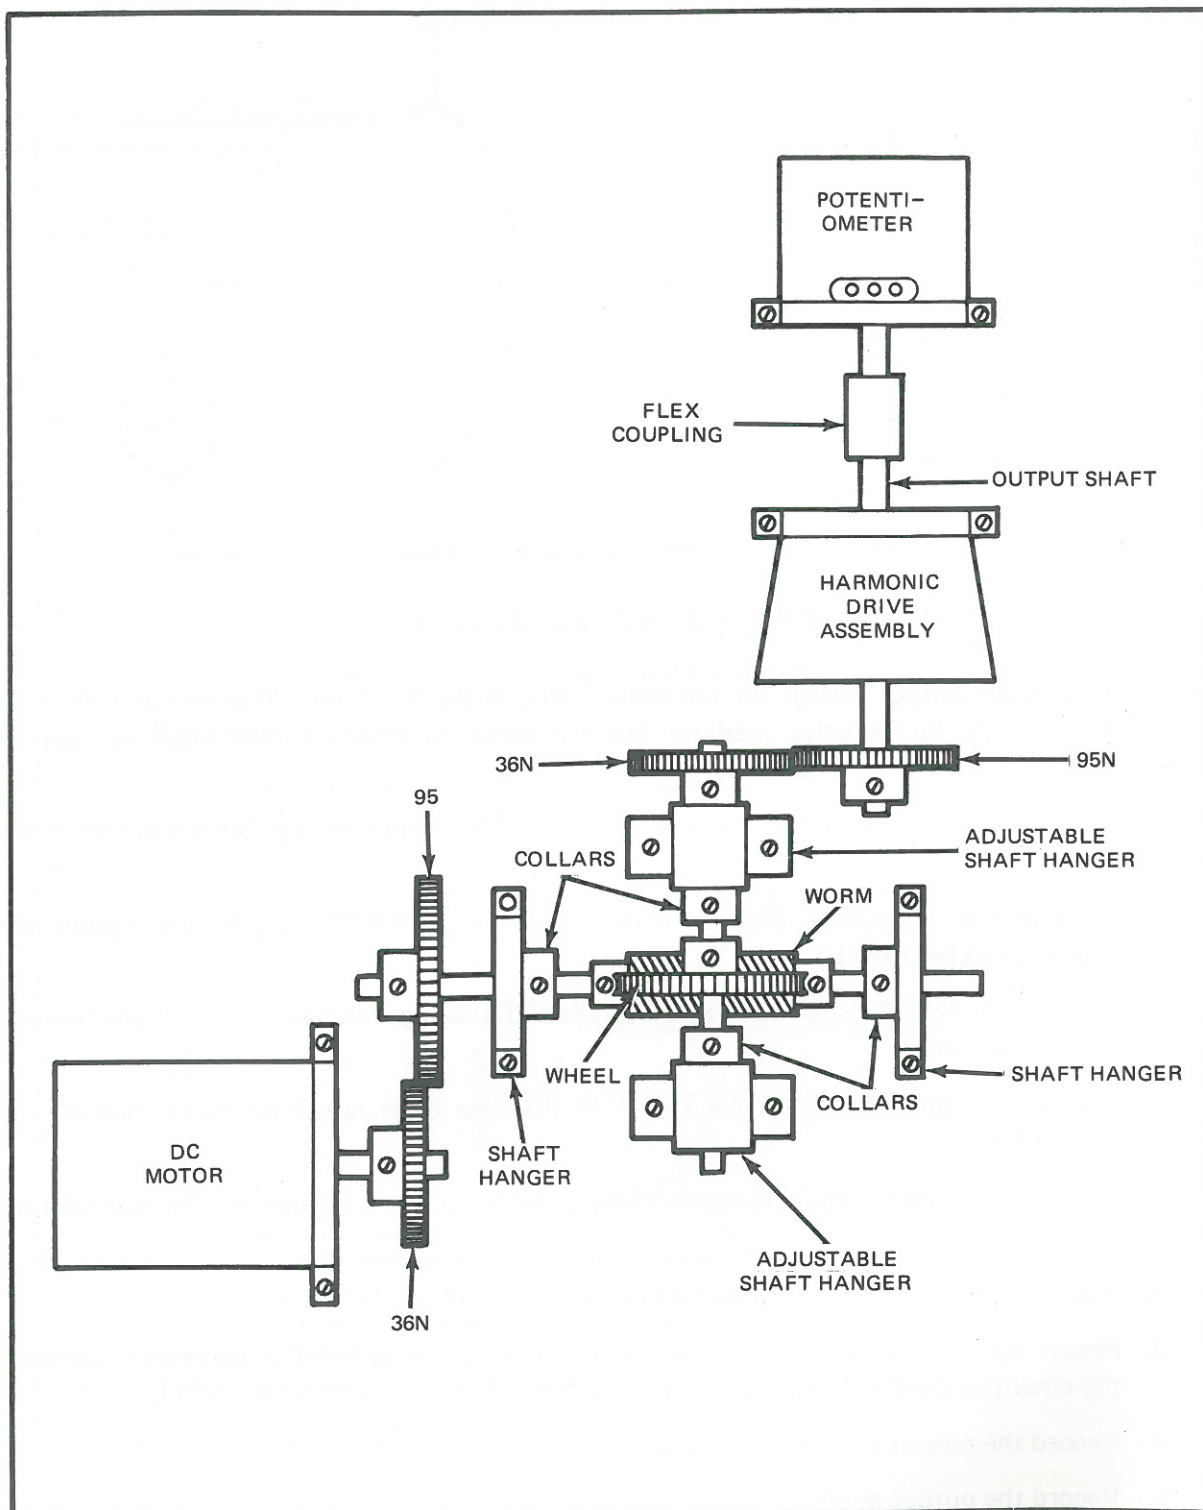 POTENTI-
OMETER
FLEX
COUPLING
OUTPUT SHAFT
HARMONIC
DRIVE
ASSEMBLY
36N
95N
95
COLLARS
ADJUSTABLE
SHAFT HANGER
WORM
WHEEL
COLLARS
SHAFT HANGER
DC
MOTOR
SHAFT
HANGER
ADJUSTABLE
SHAFT HANGER
36N